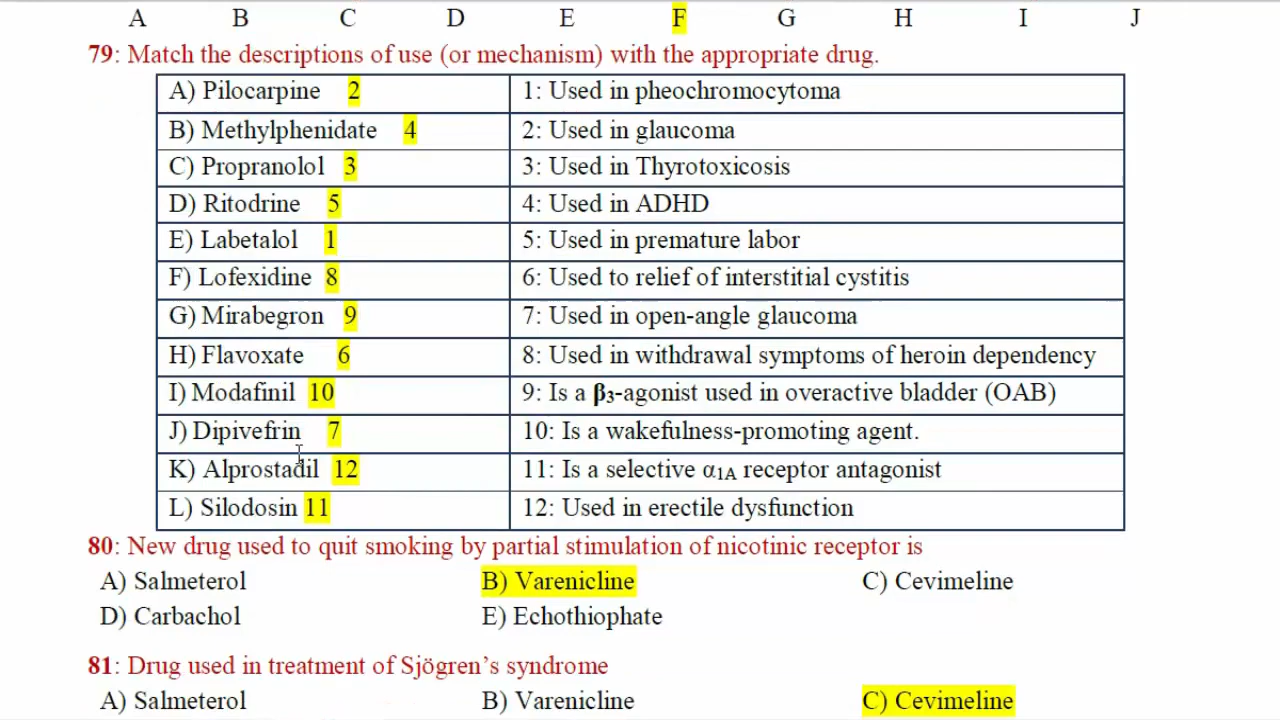 A B C D E F G H I J
79: Match the descriptions of use (or mechanism) with the appropriate drug.
A) Pilocarpine 2 1: Used in pheochromocytoma
B) Methylphenidate 4 2: Used in glaucoma
C) Propranolol 3 3: Used in Thyrotoxicosis
D) Ritodrine 5 4: Used in ADHD
E) Labetalol 1 5: Used in premature labor
F) Lofexidine 8 6: Used to relief of interstitial cystitis
G) Mirabegron 9 7: Used in open-angle glaucoma
H) Flavoxate 6 8: Used in withdrawal symptoms of heroin dependency
I) Modafinil 10 9: Is a β₃-agonist used in overactive bladder (OAB)
J) Dipivefrin 7 10: Is a wakefulness-promoting agent.
K) Alprostadil 12 11: Is a selective α1A receptor antagonist
L) Silodosin 11 12: Used in erectile dysfunction
80: New drug used to quit smoking by partial stimulation of nicotinic receptor is
A) Salmeterol B) Varenicline C) Cevimeline
D) Carbachol E) Echothiophate
81: Drug used in treatment of Sjögren’s syndrome
A) Salmeterol B) Varenicline C) Cevimeline